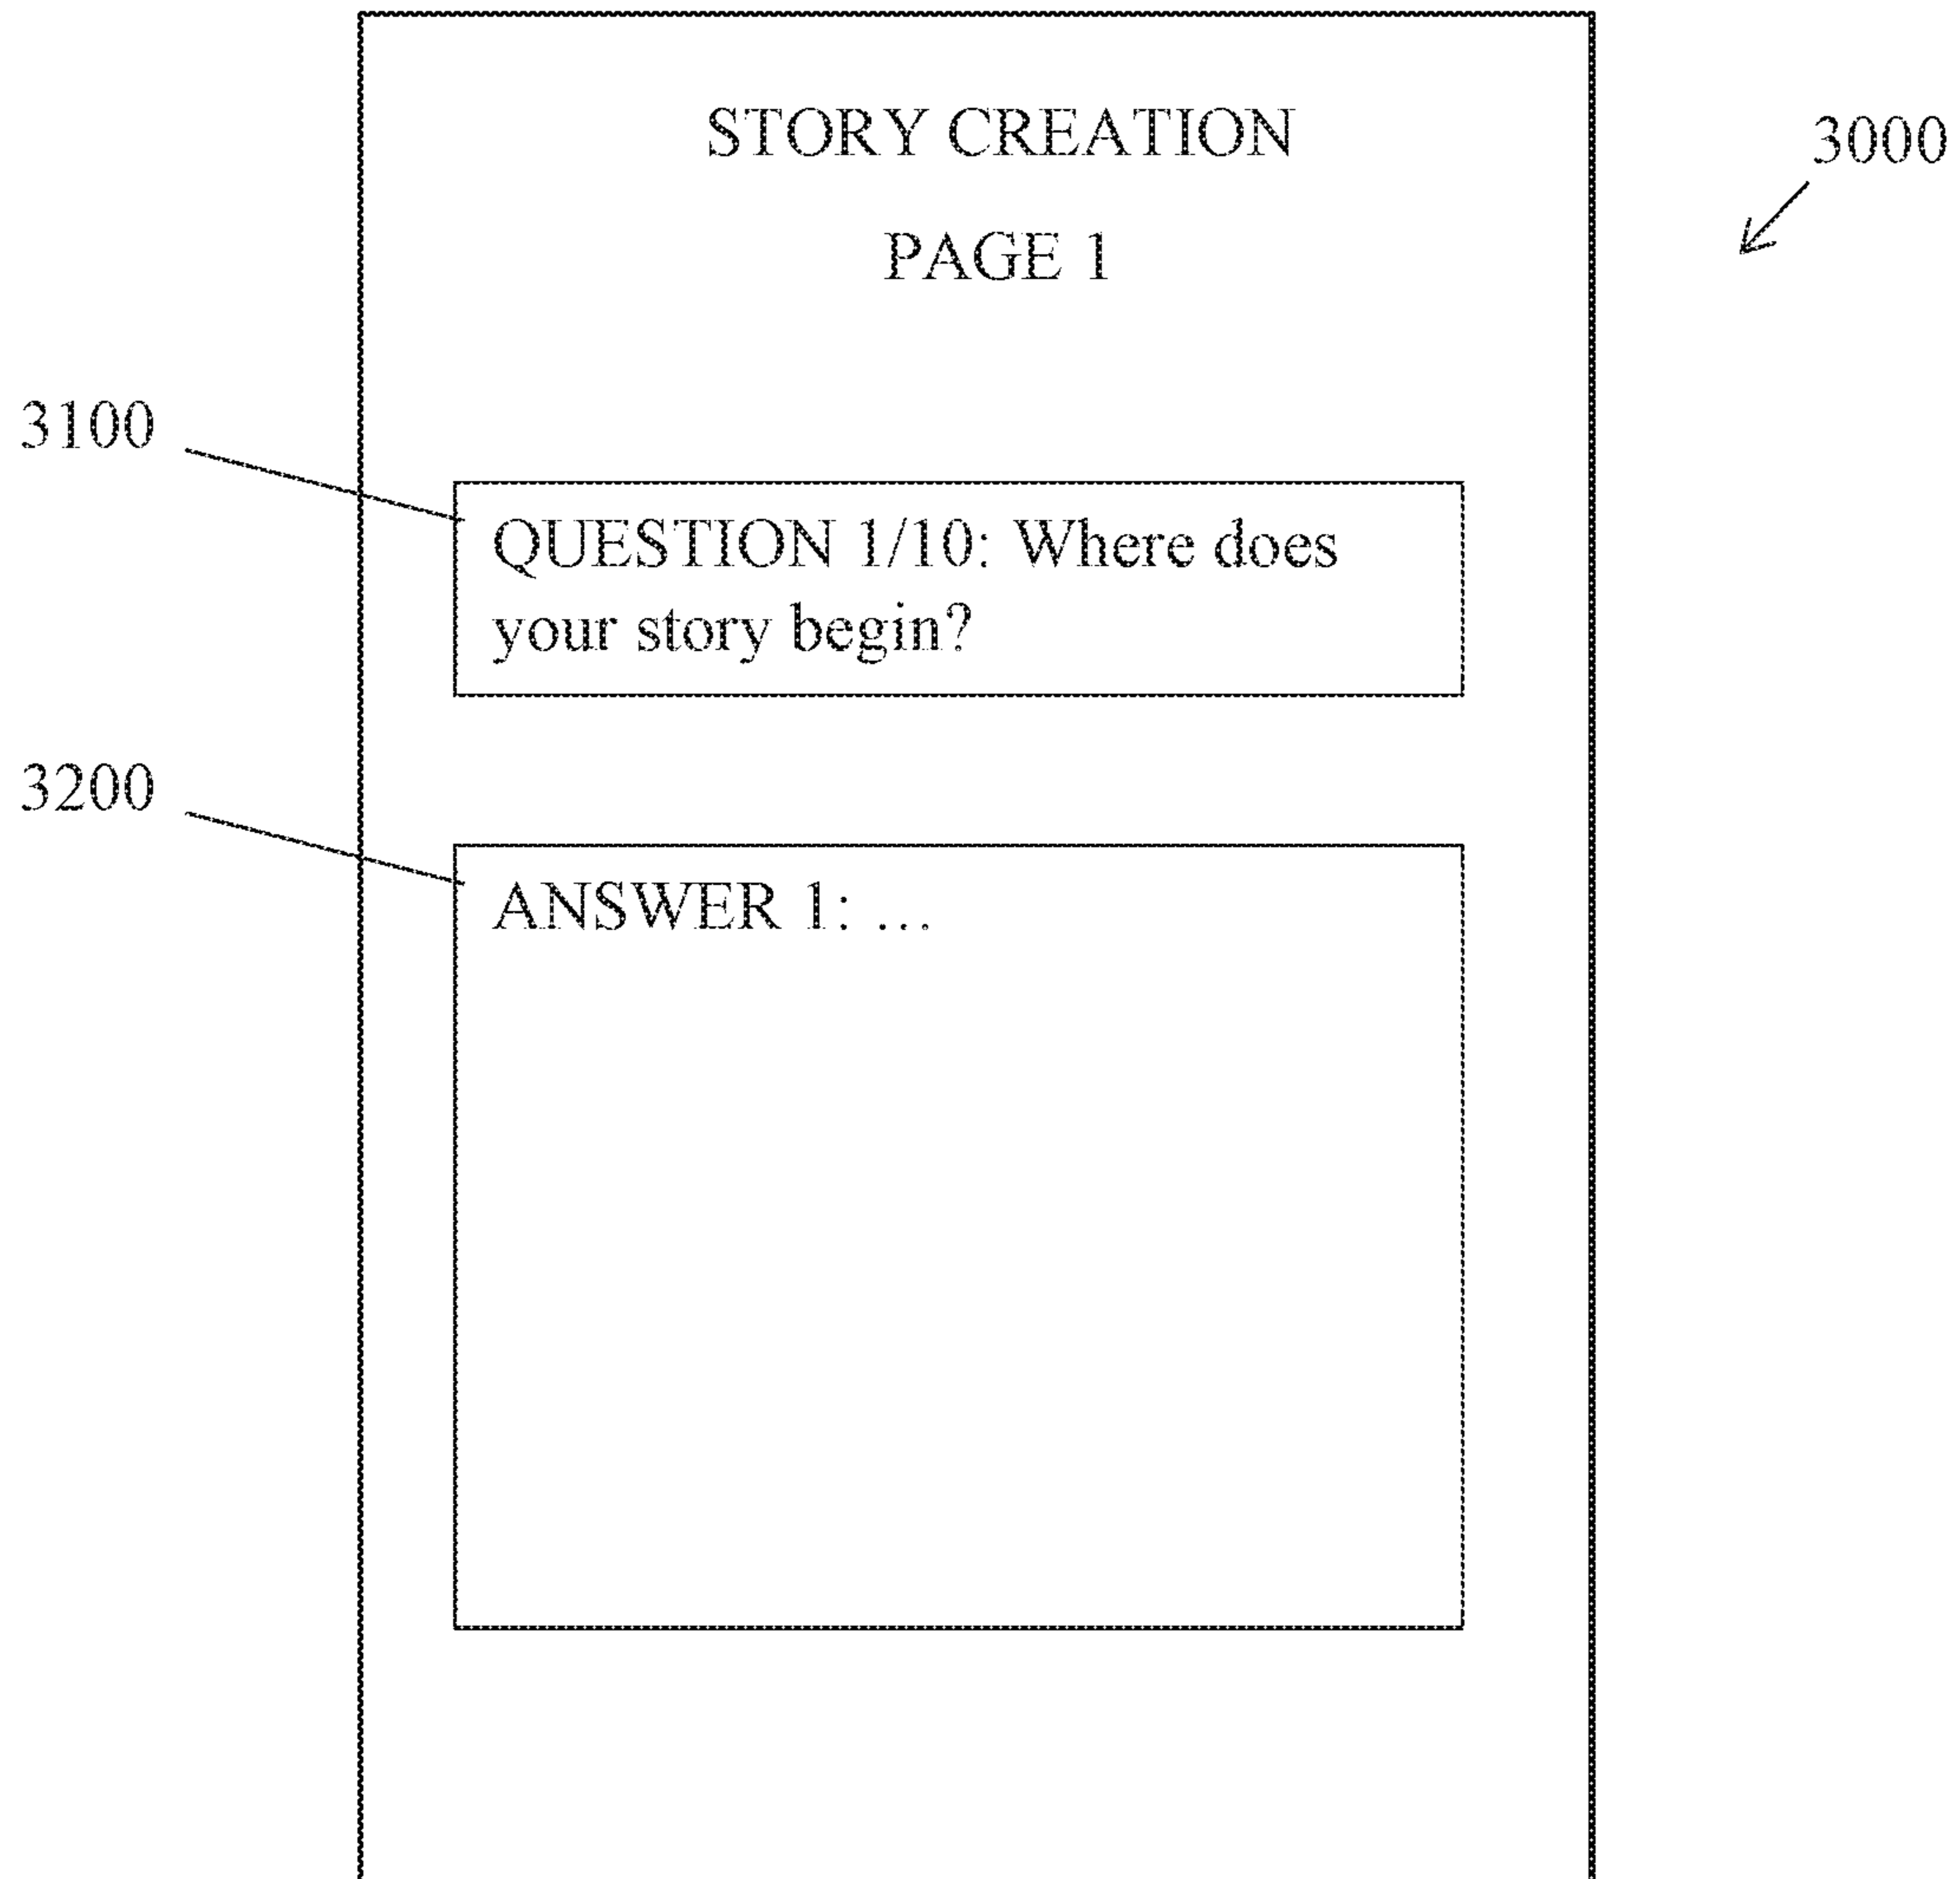 STORY CREATION
3000
PAGE 1
3100
QUESTION 1/10: Where does
your story begin?
3200
ANSWER 1: ...